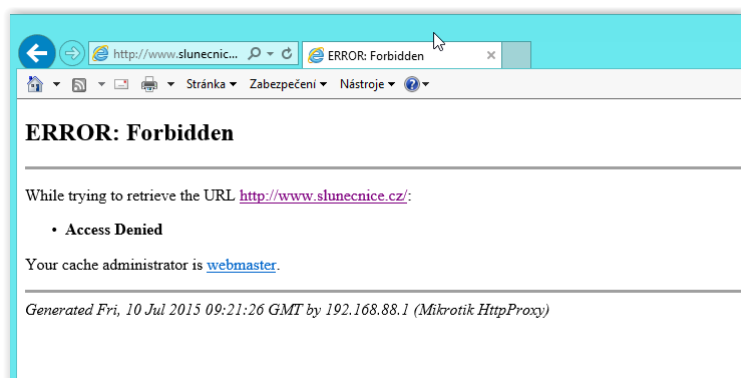 http://www.slunecnic...
ERROR: Forbidden
Stránka
Zabezpečení
Nástroje
ERROR: Forbidden
While trying to retrieve the URL http://www.slunecnice.cz/:
• Access Denied
Your cache administrator is webmaster.
Generated Fri, 10 Jul 2015 09:21:26 GMT by 192.168.88.1 (Mikrotik HttpProxy)